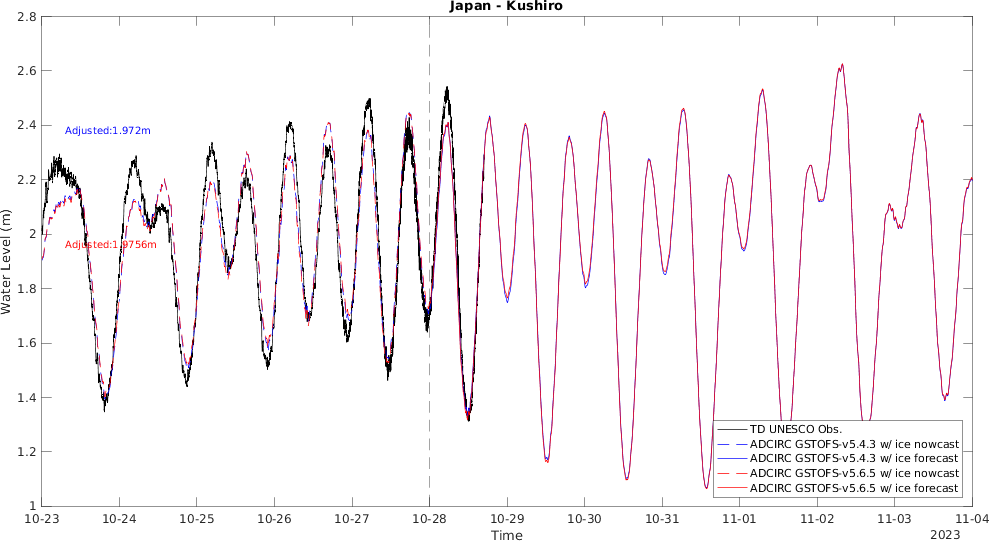 Japan - Kushiro
2.8
2.6
2.4
2.2
2
1.8
1.6
1.4
1.2
1
Water Level (m)
Adjusted:1.972m
Adjusted:1.9756m
TD UNESCO Obs.
ADCIRC GSTOFS-v5.4.3 w/ ice nowcast
ADCIRC GSTOFS-v5.4.3 w/ ice forecast
ADCIRC GSTOFS-v5.6.5 w/ ice nowcast
ADCIRC GSTOFS-v5.6.5 w/ ice forecast
10-23 10-24 10-25 10-26 10-27 10-28 10-29 10-30 10-31 11-01 11-02 11-03 11-04
Time
2023